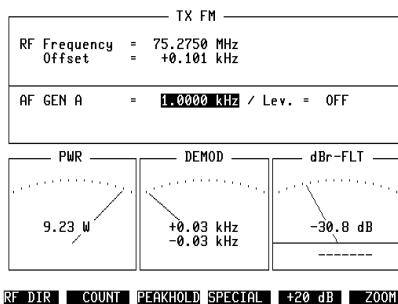 TX FM
RF Frequency = 75.2750 MHz
Offset = +0.101 kHz
AF GEN A = 1.0000 kHz / Lev. = OFF
PWR DEMOD dBr-FLT
9.23 W +0.03 kHz -30.8 dB
-0.03 kHz -------
RF DIR COUNT PEAKHOLD SPECIAL +20 dB ZOOM